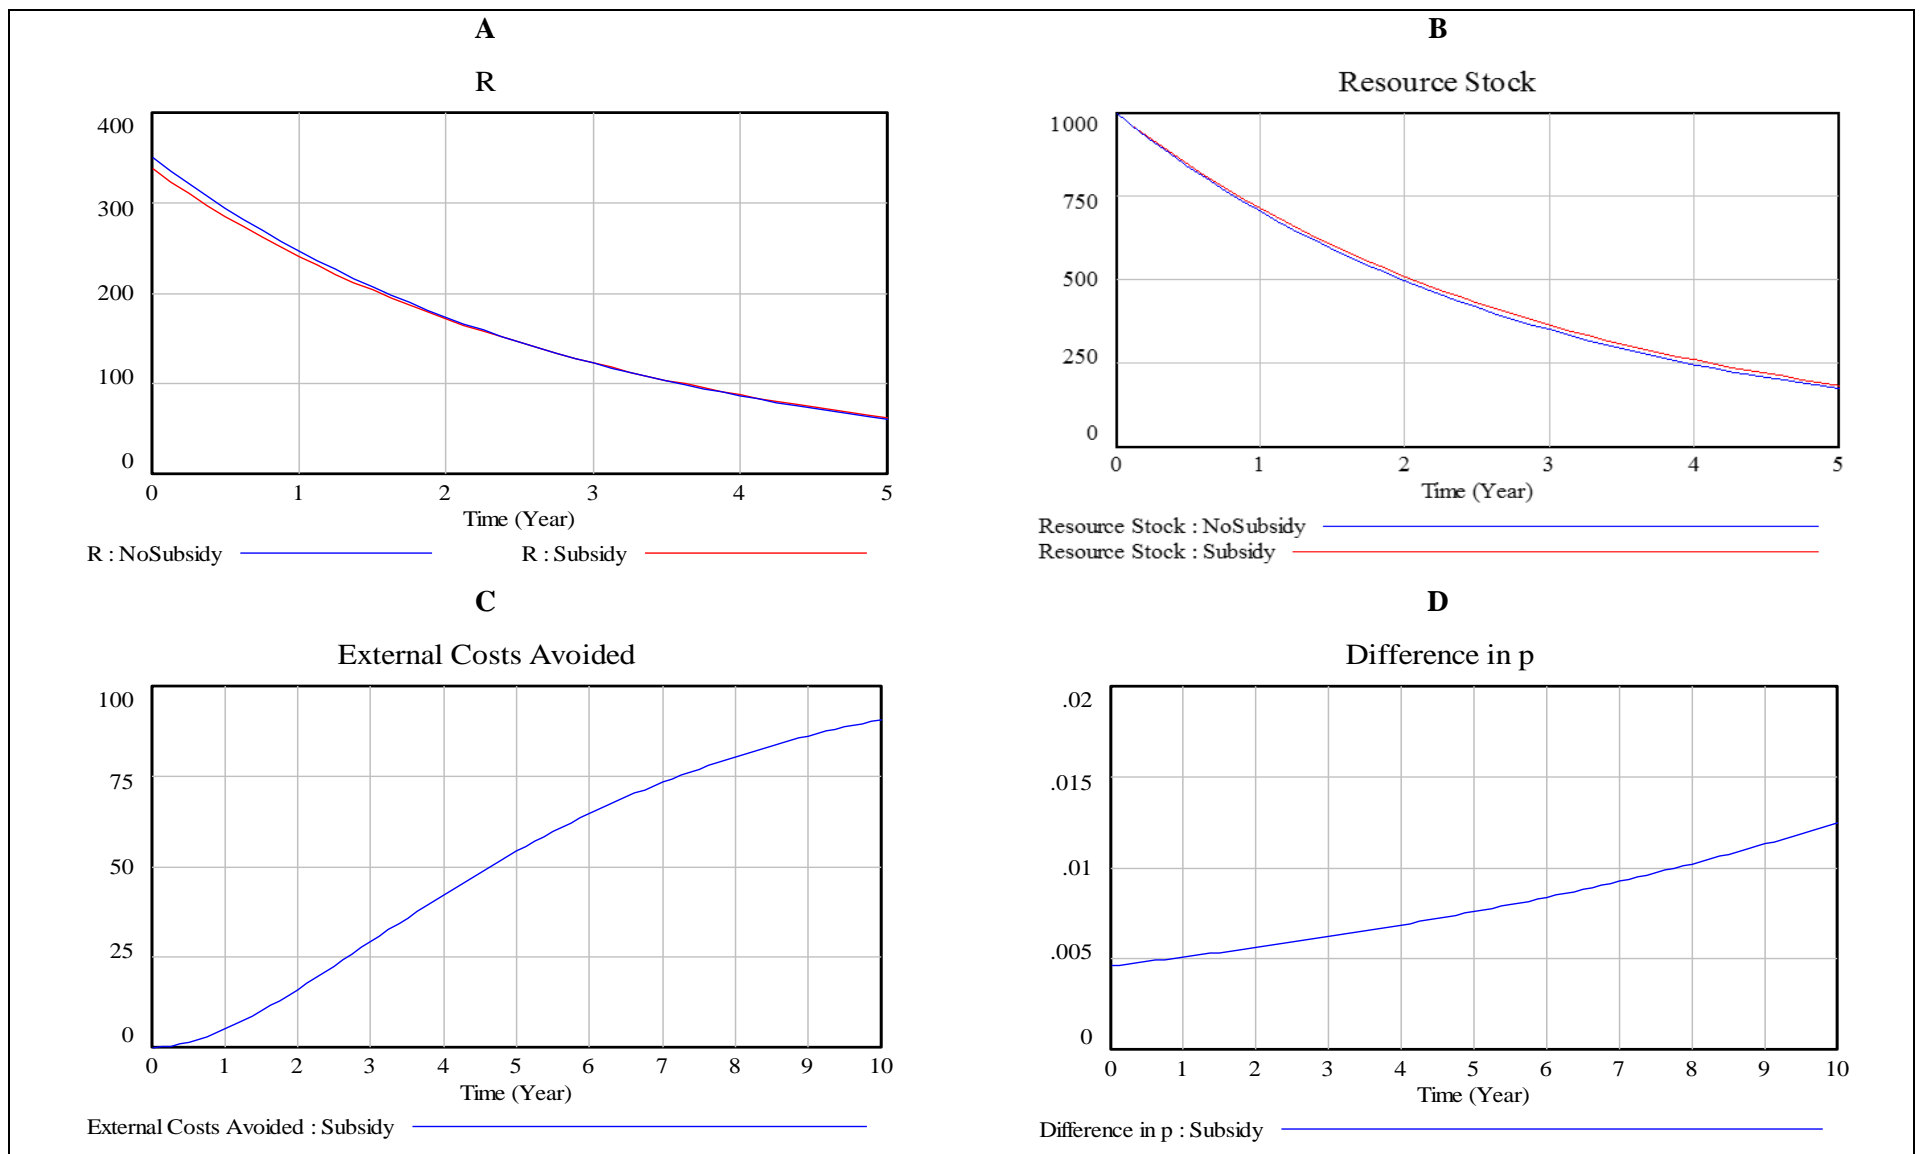 A
R
400
300
200
100
0
0 1 2 3 4 5
Time (Year)
R : NoSubsidy R : Subsidy
B
Resource Stock
1000
750
500
250
0
0 1 2 3 4 5
Time (Year)
Resource Stock : NoSubsidy
Resource Stock : Subsidy
C
External Costs Avoided
100
75
50
25
0
0 1 2 3 4 5 6 7 8 9 10
Time (Year)
External Costs Avoided : Subsidy
D
Difference in p
.02
.015
.01
.005
0
0 1 2 3 4 5 6 7 8 9 10
Time (Year)
Difference in p : Subsidy